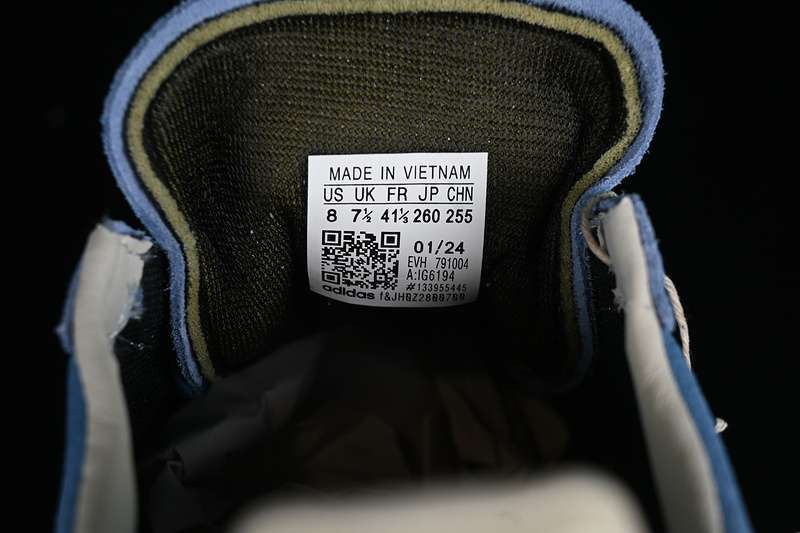 MADE IN VIETNAM
US UK FR JP CHN
8 7½ 41⅓ 260 255
01/24
EVH 791004
A:IG6194
#133955445
adidas f&JH0Z2800700